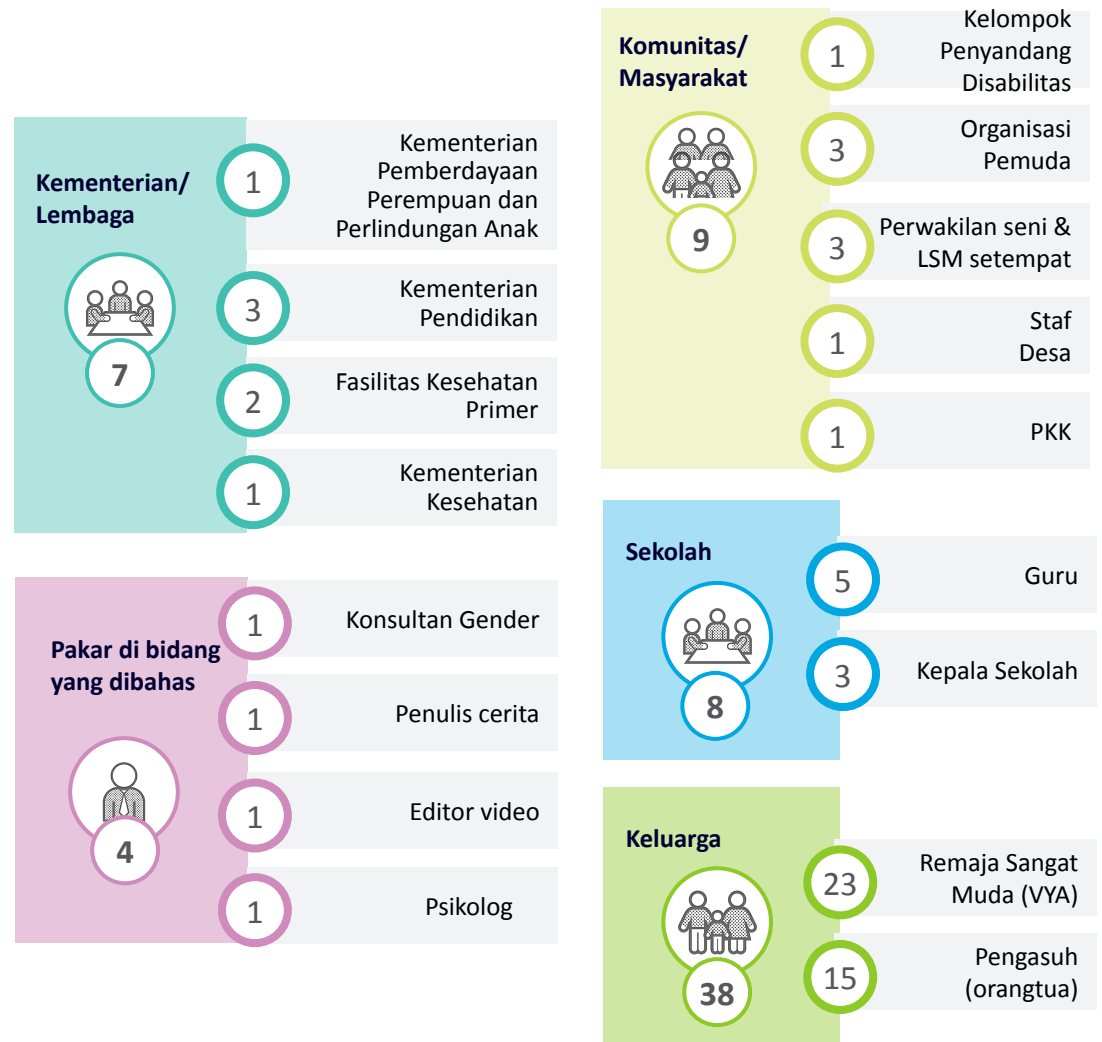 Kementerian/
Lembaga
7
1
Kementerian
Pemberdayaan
Perempuan dan
Perlindungan Anak
3
Kementerian
Pendidikan
2
Fasilitas Kesehatan
Primer
1
Kementerian
Kesehatan
Pakar di bidang
yang dibahas
4
1
Konsultan Gender
1
Penulis cerita
1
Editor video
1
Psikolog
Komunitas/
Masyarakat
9
1
Kelompok
Penyandang
Disabilitas
3
Organisasi
Pemuda
3
Perwakilan seni &
LSM setempat
1
Staf
Desa
1
PKK
Sekolah
8
5
Guru
3
Kepala Sekolah
Keluarga
38
23
Remaja Sangat
Muda (VYA)
15
Pengasuh
(orangtua)